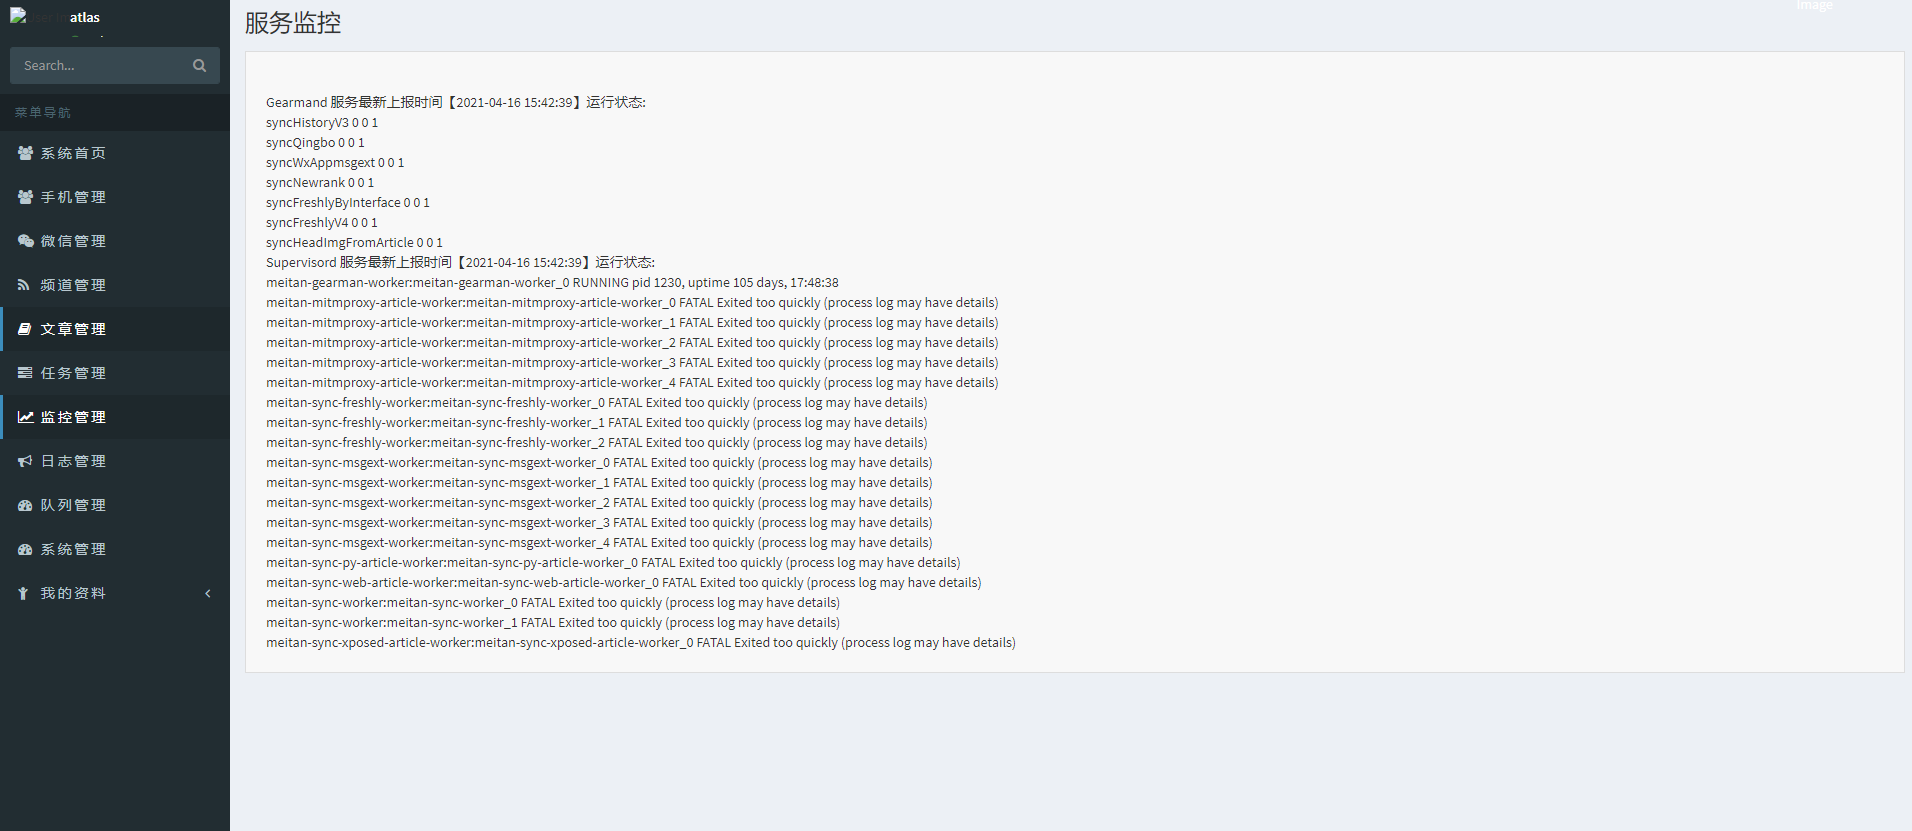 atlas
Search...
菜单导航
系统首页
手机管理
微信管理
频道管理
文章管理
任务管理
监控管理
日志管理
队列管理
系统管理
我的资料
Image
服务监控
Gearmand 服务最新上报时间【2021-04-16 15:42:39】运行状态:
syncHistoryV3 0 0 1
syncQingbo 0 0 1
syncWxAppmsgext 0 0 1
syncNewrank 0 0 1
syncFreshlyByInterface 0 0 1
syncFreshlyV4 0 0 1
syncHeadImgFromArticle 0 0 1
Supervisord 服务最新上报时间【2021-04-16 15:42:39】运行状态:
meitan-gearman-worker:meitan-gearman-worker_0 RUNNING pid 1230, uptime 105 days, 17:48:38
meitan-mitmproxy-article-worker:meitan-mitmproxy-article-worker_0 FATAL Exited too quickly (process log may have details)
meitan-mitmproxy-article-worker:meitan-mitmproxy-article-worker_1 FATAL Exited too quickly (process log may have details)
meitan-mitmproxy-article-worker:meitan-mitmproxy-article-worker_2 FATAL Exited too quickly (process log may have details)
meitan-mitmproxy-article-worker:meitan-mitmproxy-article-worker_3 FATAL Exited too quickly (process log may have details)
meitan-mitmproxy-article-worker:meitan-mitmproxy-article-worker_4 FATAL Exited too quickly (process log may have details)
meitan-sync-freshly-worker:meitan-sync-freshly-worker_0 FATAL Exited too quickly (process log may have details)
meitan-sync-freshly-worker:meitan-sync-freshly-worker_1 FATAL Exited too quickly (process log may have details)
meitan-sync-freshly-worker:meitan-sync-freshly-worker_2 FATAL Exited too quickly (process log may have details)
meitan-sync-msgext-worker:meitan-sync-msgext-worker_0 FATAL Exited too quickly (process log may have details)
meitan-sync-msgext-worker:meitan-sync-msgext-worker_1 FATAL Exited too quickly (process log may have details)
meitan-sync-msgext-worker:meitan-sync-msgext-worker_2 FATAL Exited too quickly (process log may have details)
meitan-sync-msgext-worker:meitan-sync-msgext-worker_3 FATAL Exited too quickly (process log may have details)
meitan-sync-msgext-worker:meitan-sync-msgext-worker_4 FATAL Exited too quickly (process log may have details)
meitan-sync-py-article-worker:meitan-sync-py-article-worker_0 FATAL Exited too quickly (process log may have details)
meitan-sync-web-article-worker:meitan-sync-web-article-worker_0 FATAL Exited too quickly (process log may have details)
meitan-sync-worker:meitan-sync-worker_0 FATAL Exited too quickly (process log may have details)
meitan-sync-worker:meitan-sync-worker_1 FATAL Exited too quickly (process log may have details)
meitan-sync-xposed-article-worker:meitan-sync-xposed-article-worker_0 FATAL Exited too quickly (process log may have details)